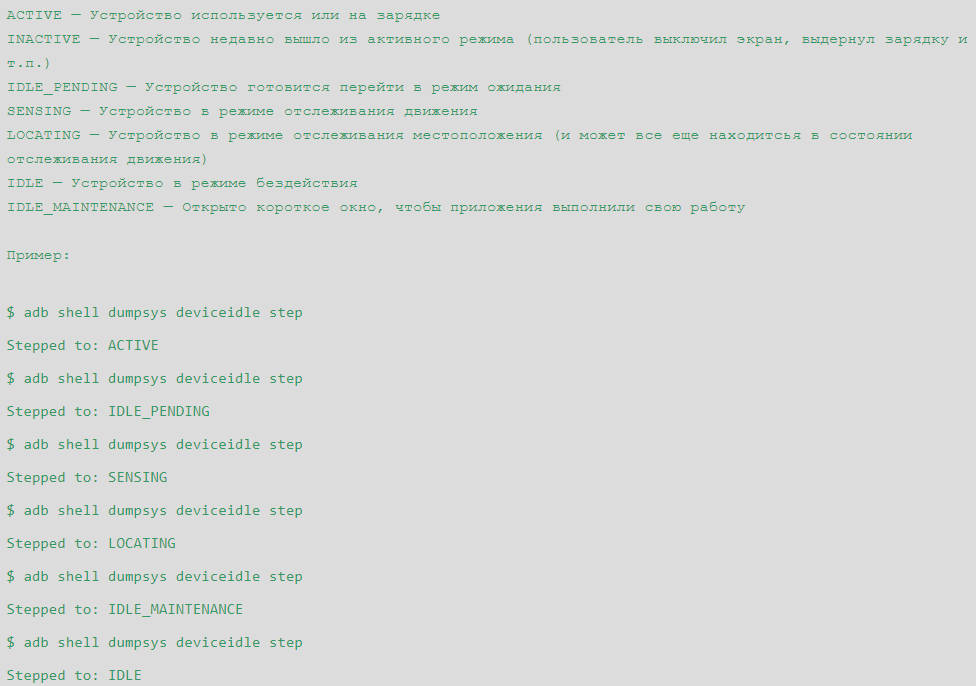 ACTIVE — Устройство используется или на зарядке
INACTIVE — Устройство недавно вышло из активного режима (пользователь выключил экран, выдернул зарядку и
т.п.)
IDLE_PENDING — Устройство готовится перейти в режим ожидания
SENSING — Устройство в режиме отслеживания движения
LOCATING — Устройство в режиме отслеживания местоположения (и может все еще находитсья в состоянии
отслеживания движения)
IDLE — Устройство в режиме бездействия
IDLE_MAINTENANCE — Открыто короткое окно, чтобы приложения выполнили свою работу
Пример:
$ adb shell dumpsys deviceidle step
Stepped to: ACTIVE
$ adb shell dumpsys deviceidle step
Stepped to: IDLE_PENDING
$ adb shell dumpsys deviceidle step
Stepped to: SENSING
$ adb shell dumpsys deviceidle step
Stepped to: LOCATING
$ adb shell dumpsys deviceidle step
Stepped to: IDLE_MAINTENANCE
$ adb shell dumpsys deviceidle step
Stepped to: IDLE